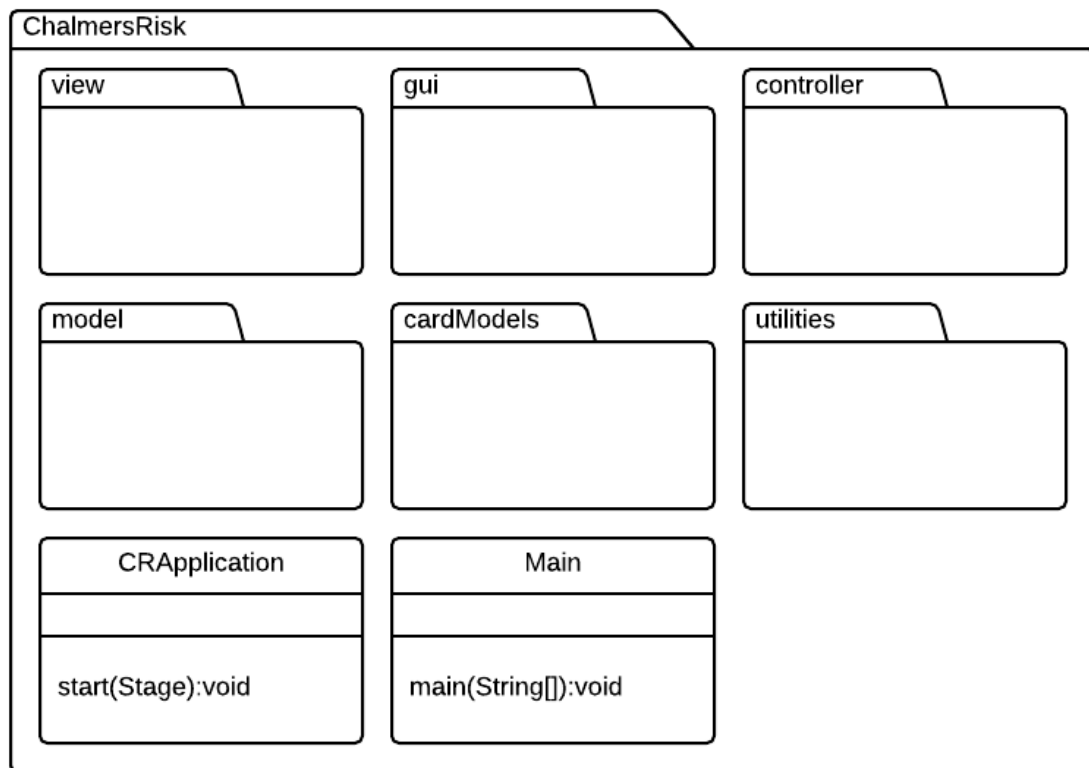 ChalmersRisk
view
gui
controller
model
cardModels
utilities
CRApplication
Main
start(Stage):void
main(String[]):void